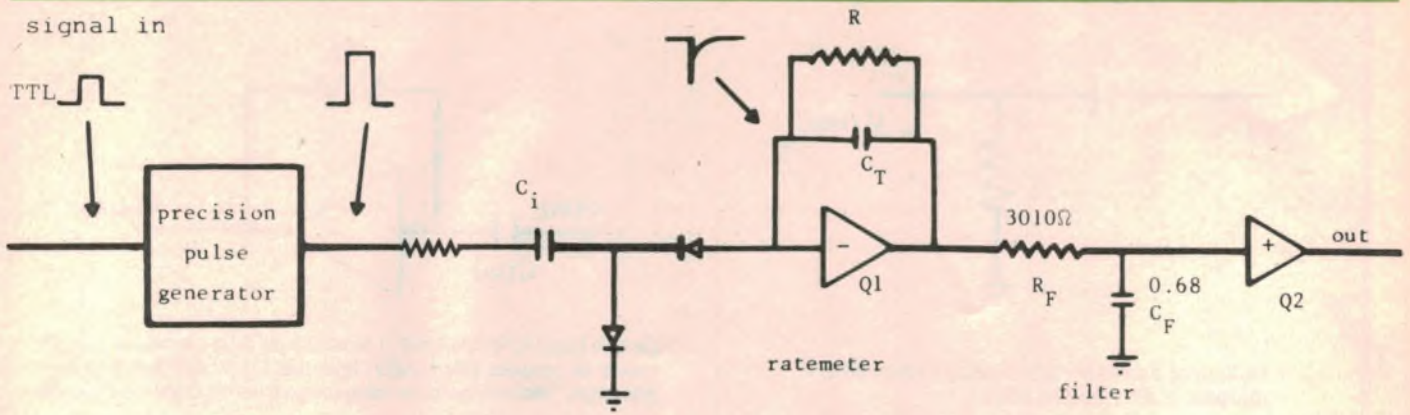 signal in
TTL
precision
pulse
generator
C i
R
C T
Q1
3010Ω
R F
0.68
C F
Q2
out
ratemeter
filter